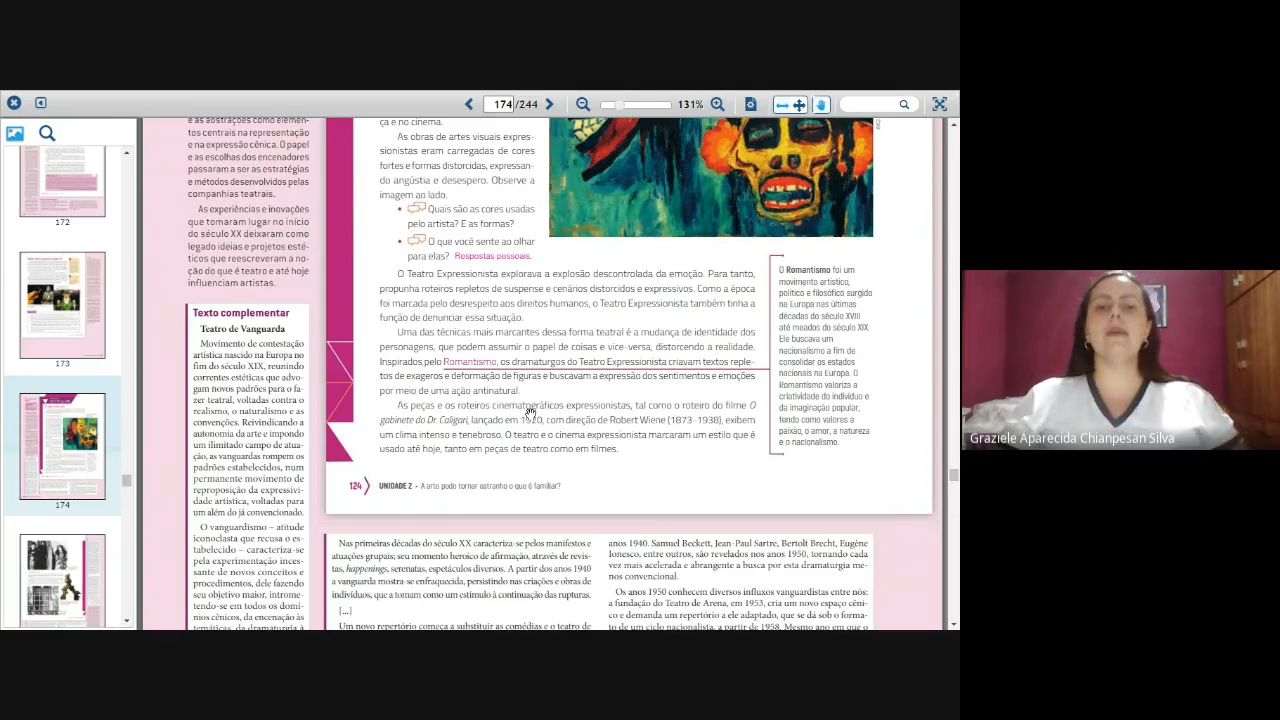 174 /244
131%
172
173
174
e as abstrações como elemen-
tos centrais na representação
e na expressão cênica. O papel
e as escolhas dos encenadores
passaram a ser as estratégias
e métodos desenvolvidos pelas
companhias teatrais.
As experiências e inovações
que tomaram lugar no início
do século XX deixaram como
legado ideias e projetos esté-
ticos que reescreveram a no-
ção do que é teatro e até hoje
influenciam artistas.
Texto complementar
Teatro de Vanguarda
Movimento de contestação
artística nascido na Europa no
fim do século XIX, reunindo
correntes estéticas que advo-
gam novos padrões para o fa-
zer teatral, voltadas contra o
realismo, o naturalismo e as
convenções. Reivindicando a
autonomia da arte e impondo
um ilimitado campo de atua-
ção, as vanguardas rompem os
padrões estabelecidos, num
permanente movimento de
reproposição da expressivi-
dade artística, voltadas para
um além do já convencionado.
O vanguardismo – atitude
iconoclasta que recusa o es-
tabelecido – caracteriza-se
pela experimentação inces-
sante de novos conceitos e
procedimentos, dele fazendo
seu objetivo maior, introme-
tendo-se em todos os domí-
nios cênicos, da encenação às
temáticas, da dramaturgia à
ça e no cinema.
As obras de artes visuais expres-
sionistas eram carregadas de cores
fortes e formas distorcidas, expressan-
do angústia e desespero. Observe a
imagem ao lado.
• Quais são as cores usadas
pelo artista? E as formas?
• O que você sente ao olhar
para elas? Respostas pessoais.
O Teatro Expressionista explorava a explosão descontrolada da emoção. Para tanto,
propunha roteiros repletos de suspense e cenários distorcidos e expressivos. Como a época
foi marcada pelo desrespeito aos direitos humanos, o Teatro Expressionista também tinha a
função de denunciar essa situação.
Uma das técnicas mais marcantes dessa forma teatral é a mudança de identidade dos
personagens, que podem assumir o papel de coisas e vice-versa, distorcendo a realidade.
Inspirados pelo Romantismo, os dramaturgos do Teatro Expressionista criavam textos reple-
tos de exageros e deformação de figuras e buscavam a expressão dos sentimentos e emoções
por meio de uma ação antinatural.
As peças e os roteiros cinematográficos expressionistas, tal como o roteiro do filme O
gabinete do Dr. Caligari, lançado em 1920, com direção de Robert Wiene (1873-1938), exibem
um clima intenso e tenebroso. O teatro e o cinema expressionista marcaram um estilo que é
usado até hoje, tanto em peças de teatro como em filmes.
O Romantismo foi um
movimento artístico,
político e filosófico surgido
na Europa nas últimas
décadas do século XVIII
até meados do século XIX.
Ele buscava um
nacionalismo a fim de
consolidar os estados
nacionais na Europa. O
Romantismo valoriza a
criatividade do indivíduo e
da imaginação popular,
tendo como valores a
paixão, o amor, a natureza
e o nacionalismo.
124 UNIDADE 2 • A arte pode tornar estranho o que é familiar?
Nas primeiras décadas do século XX caracteriza-se pelos manifestos e
atuações grupais; seu momento heroico de afirmação, através de revis-
tas, happenings, serenatas, espetáculos diversos. A partir dos anos 1940
a vanguarda mostra-se enfraquecida, persistindo nas criações e obras de
indivíduos, que a tomam como um estímulo à continuação das rupturas.
[...]
Um novo repertório começa a substituir as comédias e o teatro de
anos 1940. Samuel Beckett, Jean-Paul Sartre, Bertolt Brecht, Eugène
Ionesco, entre outros, são revelados nos anos 1950, tornando cada
vez mais acelerada e abrangente a busca por esta dramaturgia me-
nos convencional.
Os anos 1950 conhecem diversos influxos vanguardistas entre nós:
a fundação do Teatro de Arena, em 1953, cria um novo espaço cêni-
co e demanda um repertório a ele adaptado, que se dá sob o forma-
to de um ciclo nacionalista, a partir de 1958. Mesmo ano em que o
Graziele Aparecida Chianpesan Silva